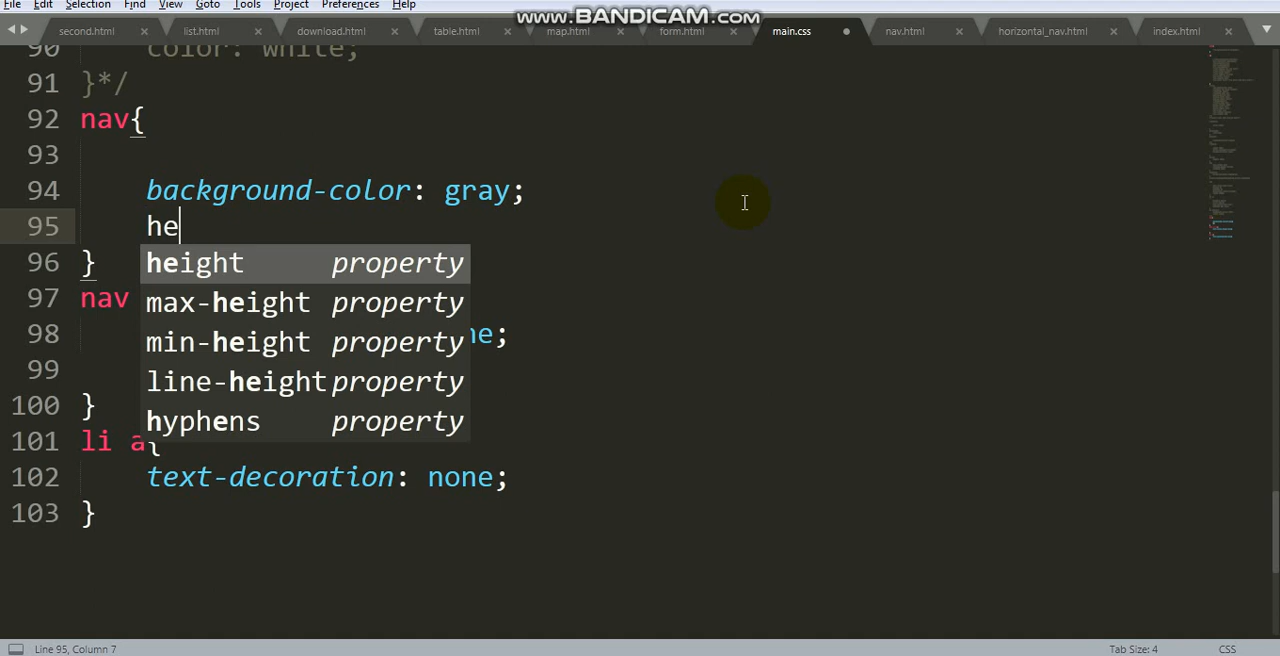 www.BANDICAM.com
File Edit Selection Find View Goto Tools Project Preferences Help
second.html list.html download.html table.html map.html form.html main.css nav.html horizontal_nav.html index.html
90 color: white;
91 }*/
92 nav{
93
94 background-color: gray;
95 he
96 }
height property
97 nav
max-height property
98 ne;
min-height property
99
line-height property
100 }
hyphens property
101 li a{
102 text-decoration: none;
103 }
Line 95, Column 7
Tab Size: 4
CSS